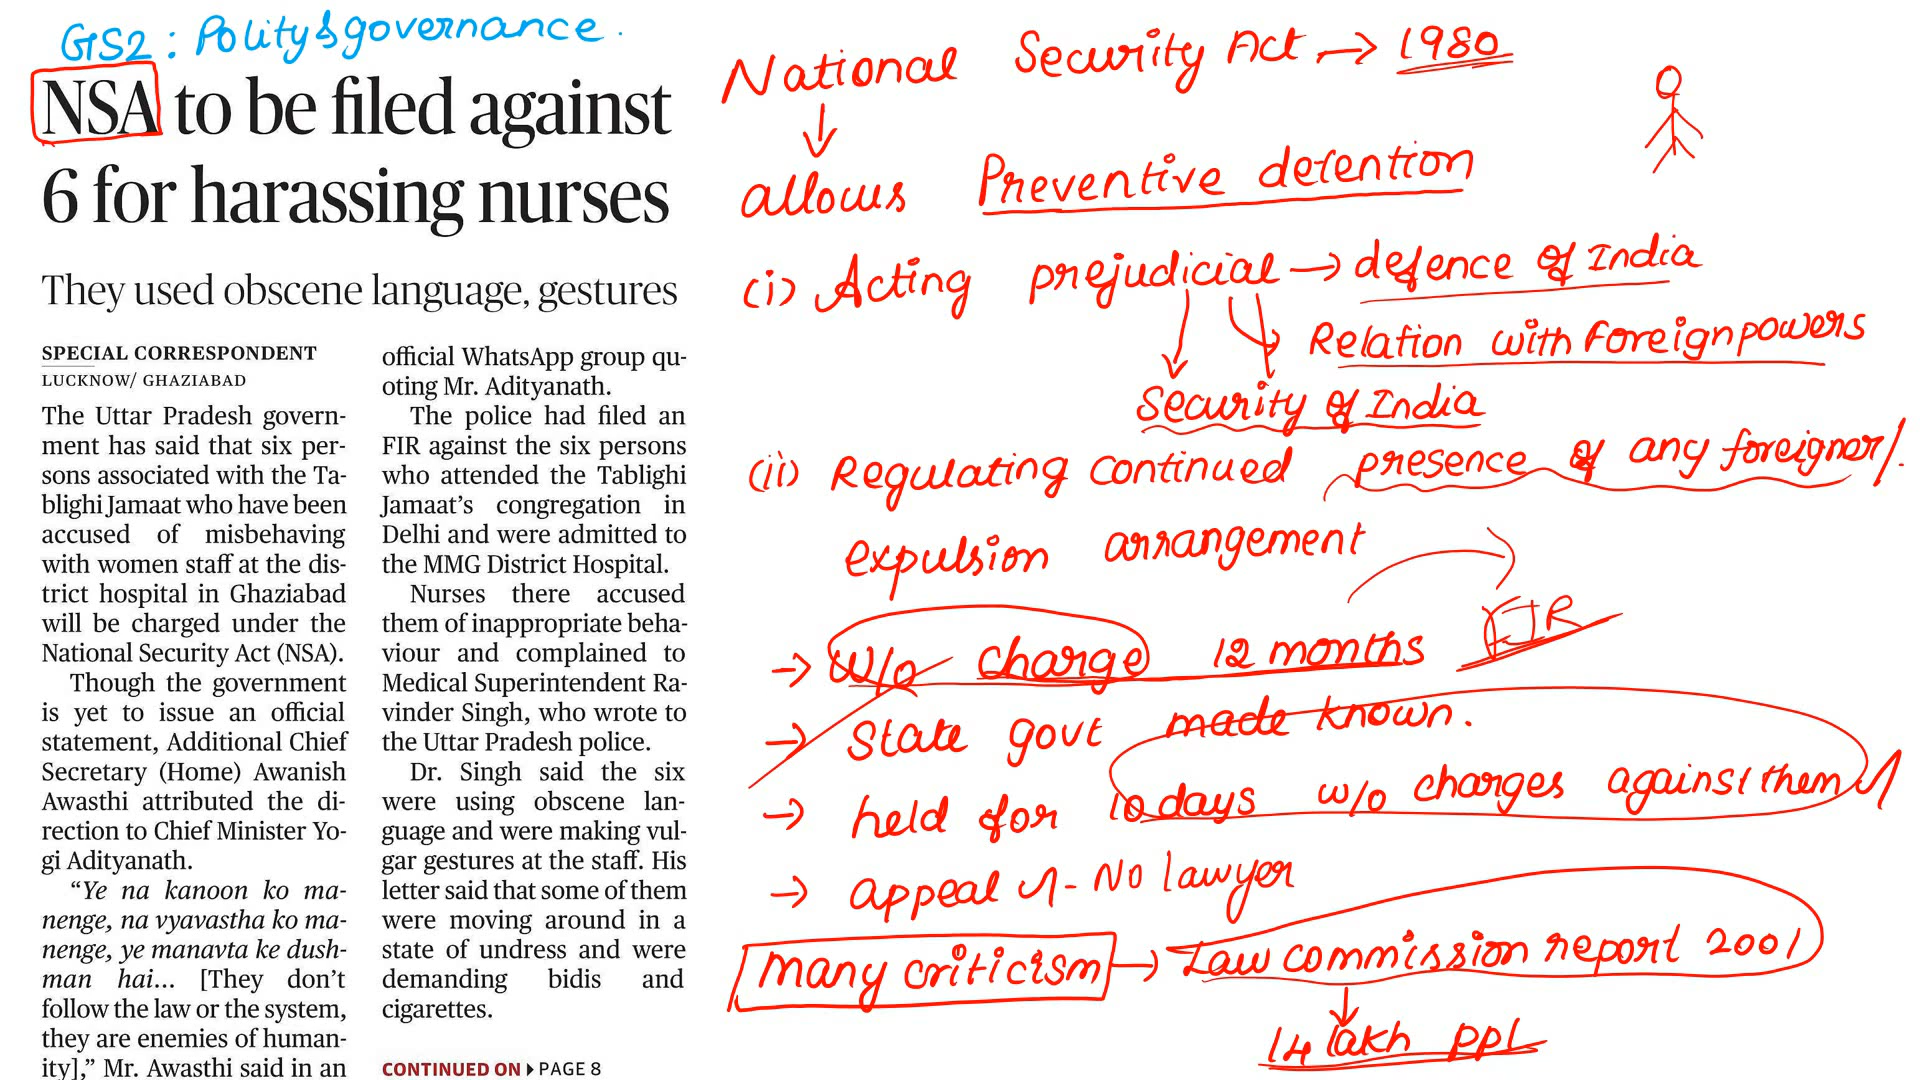 GS2 : Polity & governance.
NSA to be filed against
6 for harassing nurses
They used obscene language, gestures
SPECIAL CORRESPONDENT
LUCKNOW/ GHAZIABAD
The Uttar Pradesh govern-
ment has said that six per-
sons associated with the Ta-
blighi Jamaat who have been
accused of misbehaving
with women staff at the dis-
trict hospital in Ghaziabad
will be charged under the
National Security Act (NSA).
Though the government
is yet to issue an official
statement, Additional Chief
Secretary (Home) Awanish
Awasthi attributed the di-
rection to Chief Minister Yo-
gi Adityanath.
“Ye na kanoon ko ma-
nenge, na vyavastha ko ma-
nenge, ye manavta ke dush-
man hai... [They don’t
follow the law or the system,
they are enemies of human-
ity],” Mr. Awasthi said in an
official WhatsApp group qu-
oting Mr. Adityanath.
The police had filed an
FIR against the six persons
who attended the Tablighi
Jamaat’s congregation in
Delhi and were admitted to
the MMG District Hospital.
Nurses there accused
them of inappropriate beha-
viour and complained to
Medical Superintendent Ra-
vinder Singh, who wrote to
the Uttar Pradesh police.
Dr. Singh said the six
were using obscene lan-
guage and were making vul-
gar gestures at the staff. His
letter said that some of them
were moving around in a
state of undress and were
demanding bidis and
cigarettes.
CONTINUED ON PAGE 8
National Security Act → 1980
allows Preventive detention
(i) Acting prejudicial → defence of India
Relation with foreign powers
Security of India
(ii) Regulating continued presence of any foreigner/
expulsion arrangement
→ w/o charge 12 months FIR
→ State govt made known.
→ held for 10 days w/o charges against them
→ appeal - No lawyer
many criticism → Law commission report 2001
14 lakh ppl